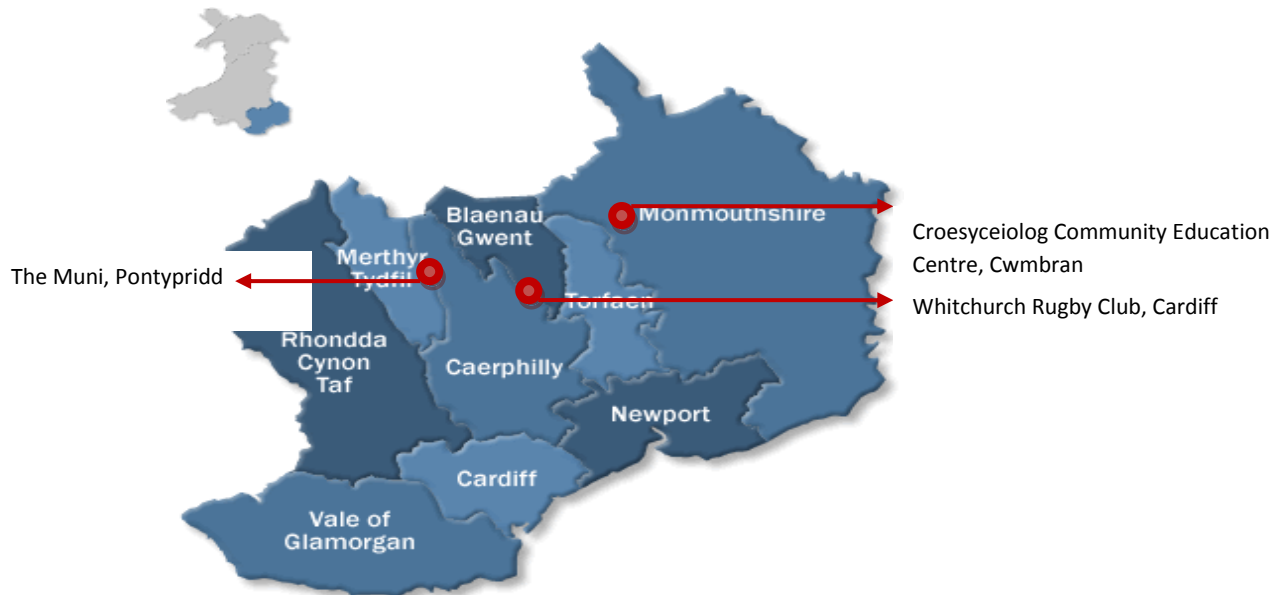 Blaenau
Gwent
Monmouthshire
Croesyceiolog Community Education
Centre, Cwmbran
Merthyr
Tydfil
The Muni, Pontypridd
Torfaen
Whitchurch Rugby Club, Cardiff
Rhondda
Cynon
Taf
Caerphilly
Newport
Cardiff
Vale of
Glamorgan